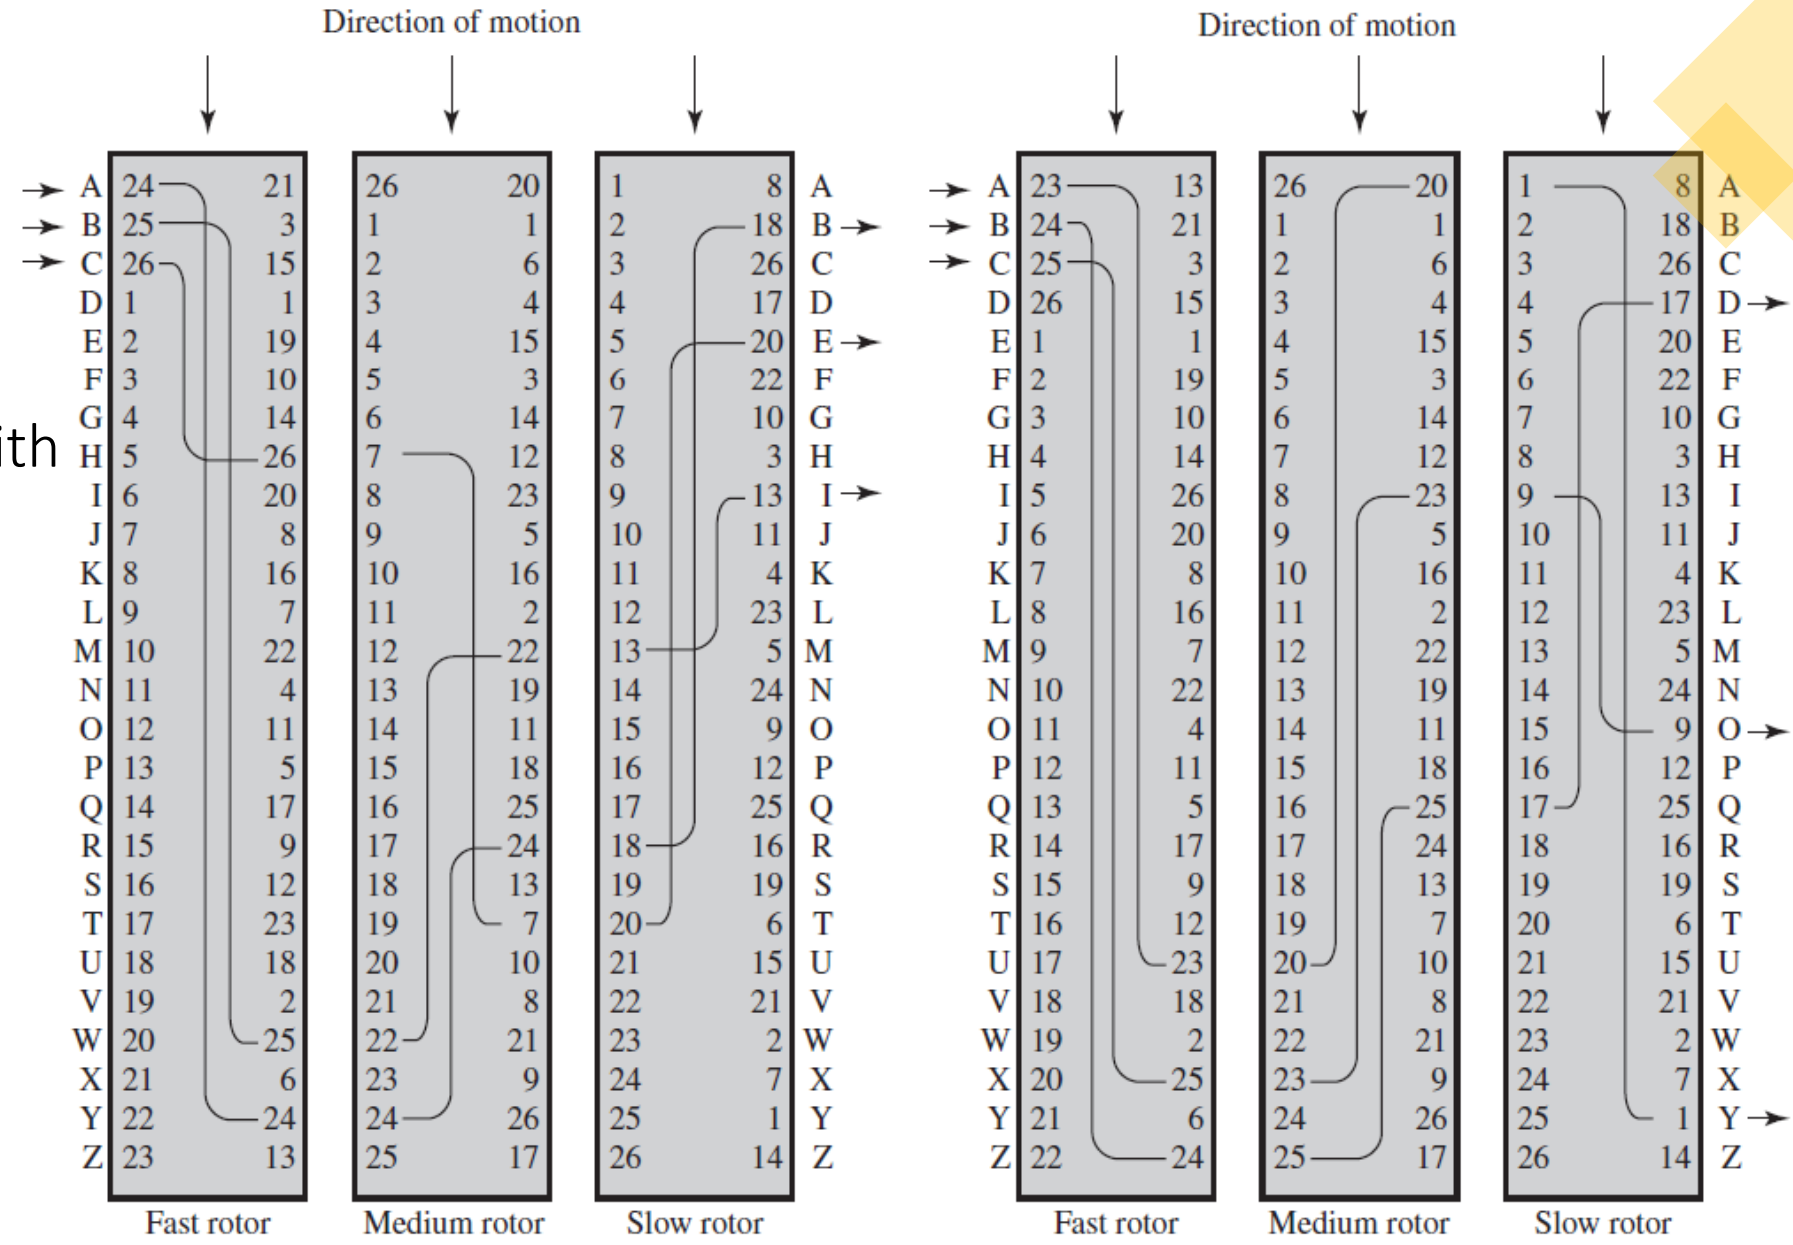 Direction of motion Direction of motion
A 24 21 26 20 1 8 A A 23 13 26 20 1 8 A
B 25 3 1 1 2 18 B B 24 21 1 1 2 18 B
C 26 15 2 6 3 26 C C 25 3 2 6 3 26 C
D 1 1 3 4 4 17 D D 26 15 3 4 4 17 D
E 2 19 4 15 5 20 E E 1 1 4 15 5 20 E
F 3 10 5 3 6 22 F F 2 19 5 3 6 22 F
G 4 14 6 14 7 10 G G 3 10 6 14 7 10 G
ith H 5 26 7 12 8 3 H H 4 14 7 12 8 3 H
I 6 20 8 23 9 13 I I 5 26 8 23 9 13 I
J 7 8 9 5 10 11 J J 6 20 9 5 10 11 J
K 8 16 10 16 11 4 K K 7 8 10 16 11 4 K
L 9 7 11 2 12 23 L L 8 16 11 2 12 23 L
M 10 22 12 22 13 5 M M 9 7 12 22 13 5 M
N 11 4 13 19 14 24 N N 10 22 13 19 14 24 N
O 12 11 14 11 15 9 O O 11 4 14 11 15 9 O
P 13 5 15 18 16 12 P P 12 11 15 18 16 12 P
Q 14 17 16 25 17 25 Q Q 13 5 16 25 17 25 Q
R 15 9 17 24 18 16 R R 14 17 17 24 18 16 R
S 16 12 18 13 19 19 S S 15 9 18 13 19 19 S
T 17 23 19 7 20 6 T T 16 12 19 7 20 6 T
U 18 18 20 10 21 15 U U 17 23 20 10 21 15 U
V 19 2 21 8 22 21 V V 18 18 21 8 22 21 V
W 20 25 22 21 23 2 W W 19 2 22 21 23 2 W
X 21 6 23 9 24 7 X X 20 25 23 9 24 7 X
Y 22 24 24 26 25 1 Y Y 21 6 24 26 25 1 Y
Z 23 13 25 17 26 14 Z Z 22 24 25 17 26 14 Z
Fast rotor Medium rotor Slow rotor Fast rotor Medium rotor Slow rotor